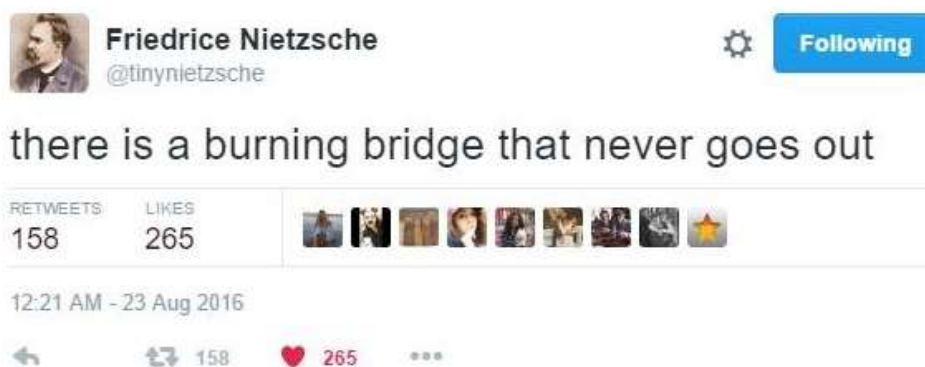 Friedrice Nietzsche
@tinynietzsche
Following
there is a burning bridge that never goes out
RETWEETS LIKES
158 265
12:21 AM - 23 Aug 2016
158 265